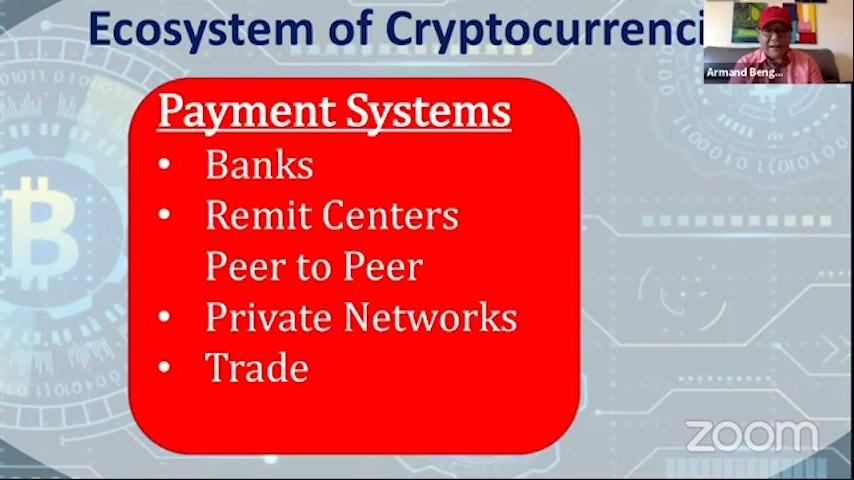 Ecosystem of Cryptocurrenci
Armand Beng...
Payment Systems
• Banks
• Remit Centers
Peer to Peer
• Private Networks
• Trade
zoom